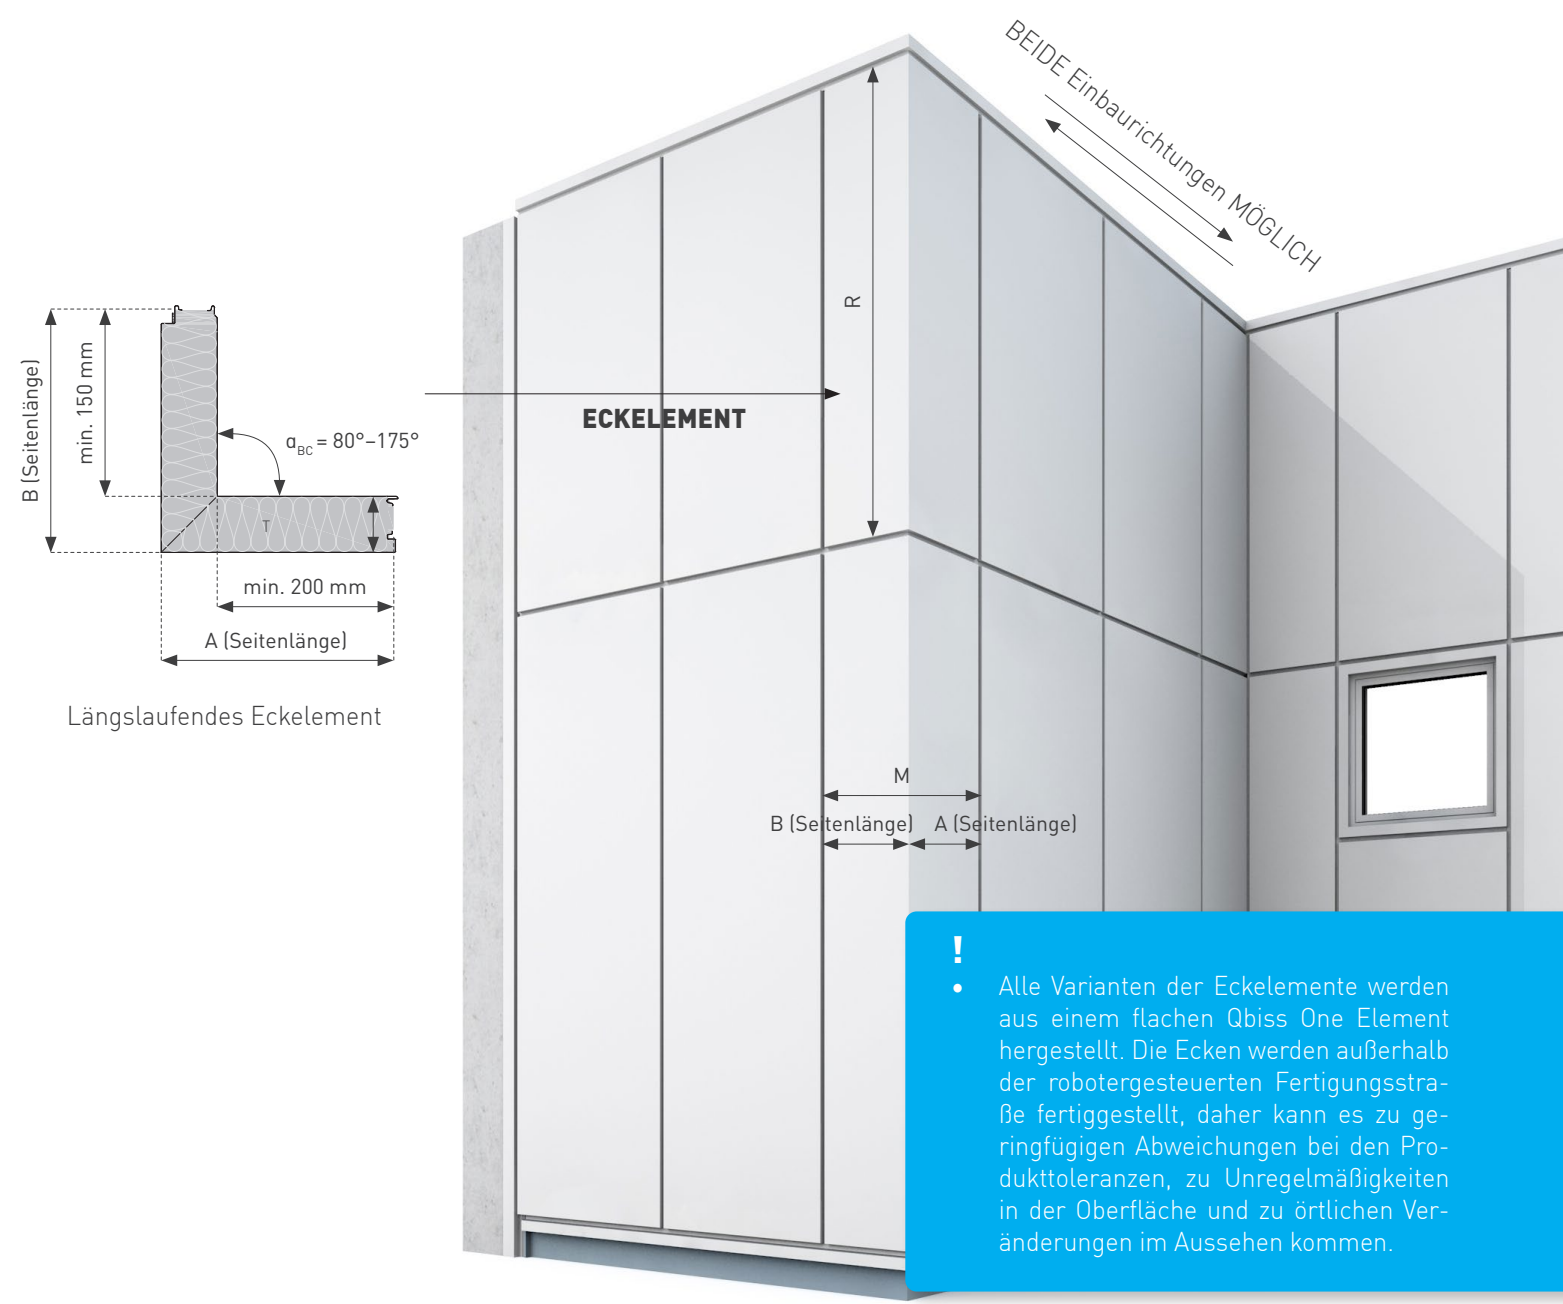 BEIDE Einbaurichtungen MÖGLICH
R
ECKELEMENT
B (Seitenlänge)
min. 150 mm
αBC = 80°–175°
T
min. 200 mm
A (Seitenlänge)
Längslaufendes Eckelement
M
B (Seitenlänge) A (Seitenlänge)
!
• Alle Varianten der Eckelemente werden
aus einem flachen Qbiss One Element
hergestellt. Die Ecken werden außerhalb
der robotergesteuerten Fertigungsstra-
ße fertiggestellt, daher kann es zu ge-
ringfügigen Abweichungen bei den Pro-
dukttoleranzen, zu Unregelmäßigkeiten
in der Oberfläche und zu örtlichen Ver-
änderungen im Aussehen kommen.